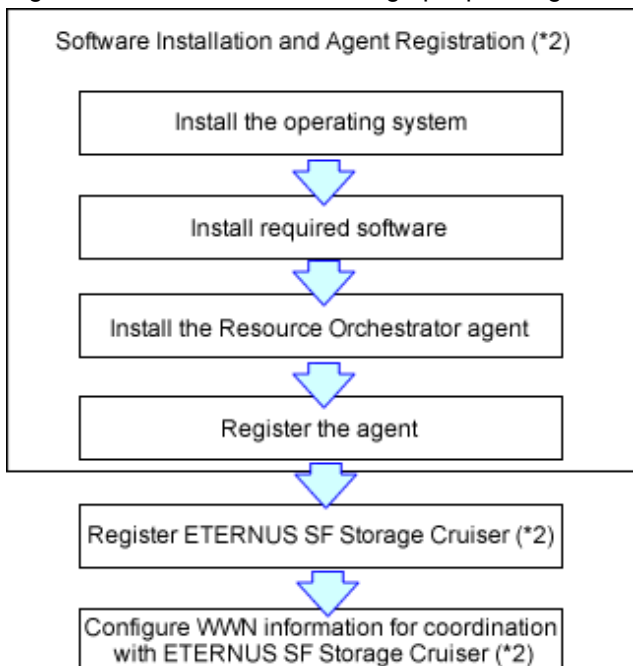 Software Installation and Agent Registration (*2)
Install the operating system
Install required software
Install the Resource Orchestrator agent
Register the agent
Register ETERNUS SF Storage Cruiser (*2)
Configure WWN information for coordination
with ETERNUS SF Storage Cruiser (*2)